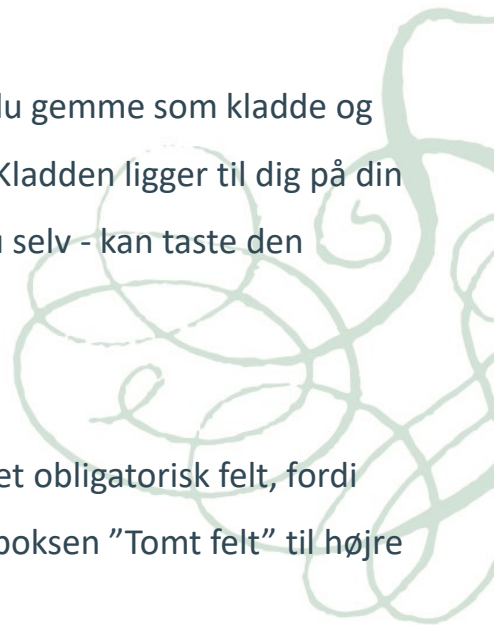 du gemme som kladde og
Kladden ligger til dig på din
selv - kan taste den
et obligatorisk felt, fordi
boksen ”Tomt felt” til højre